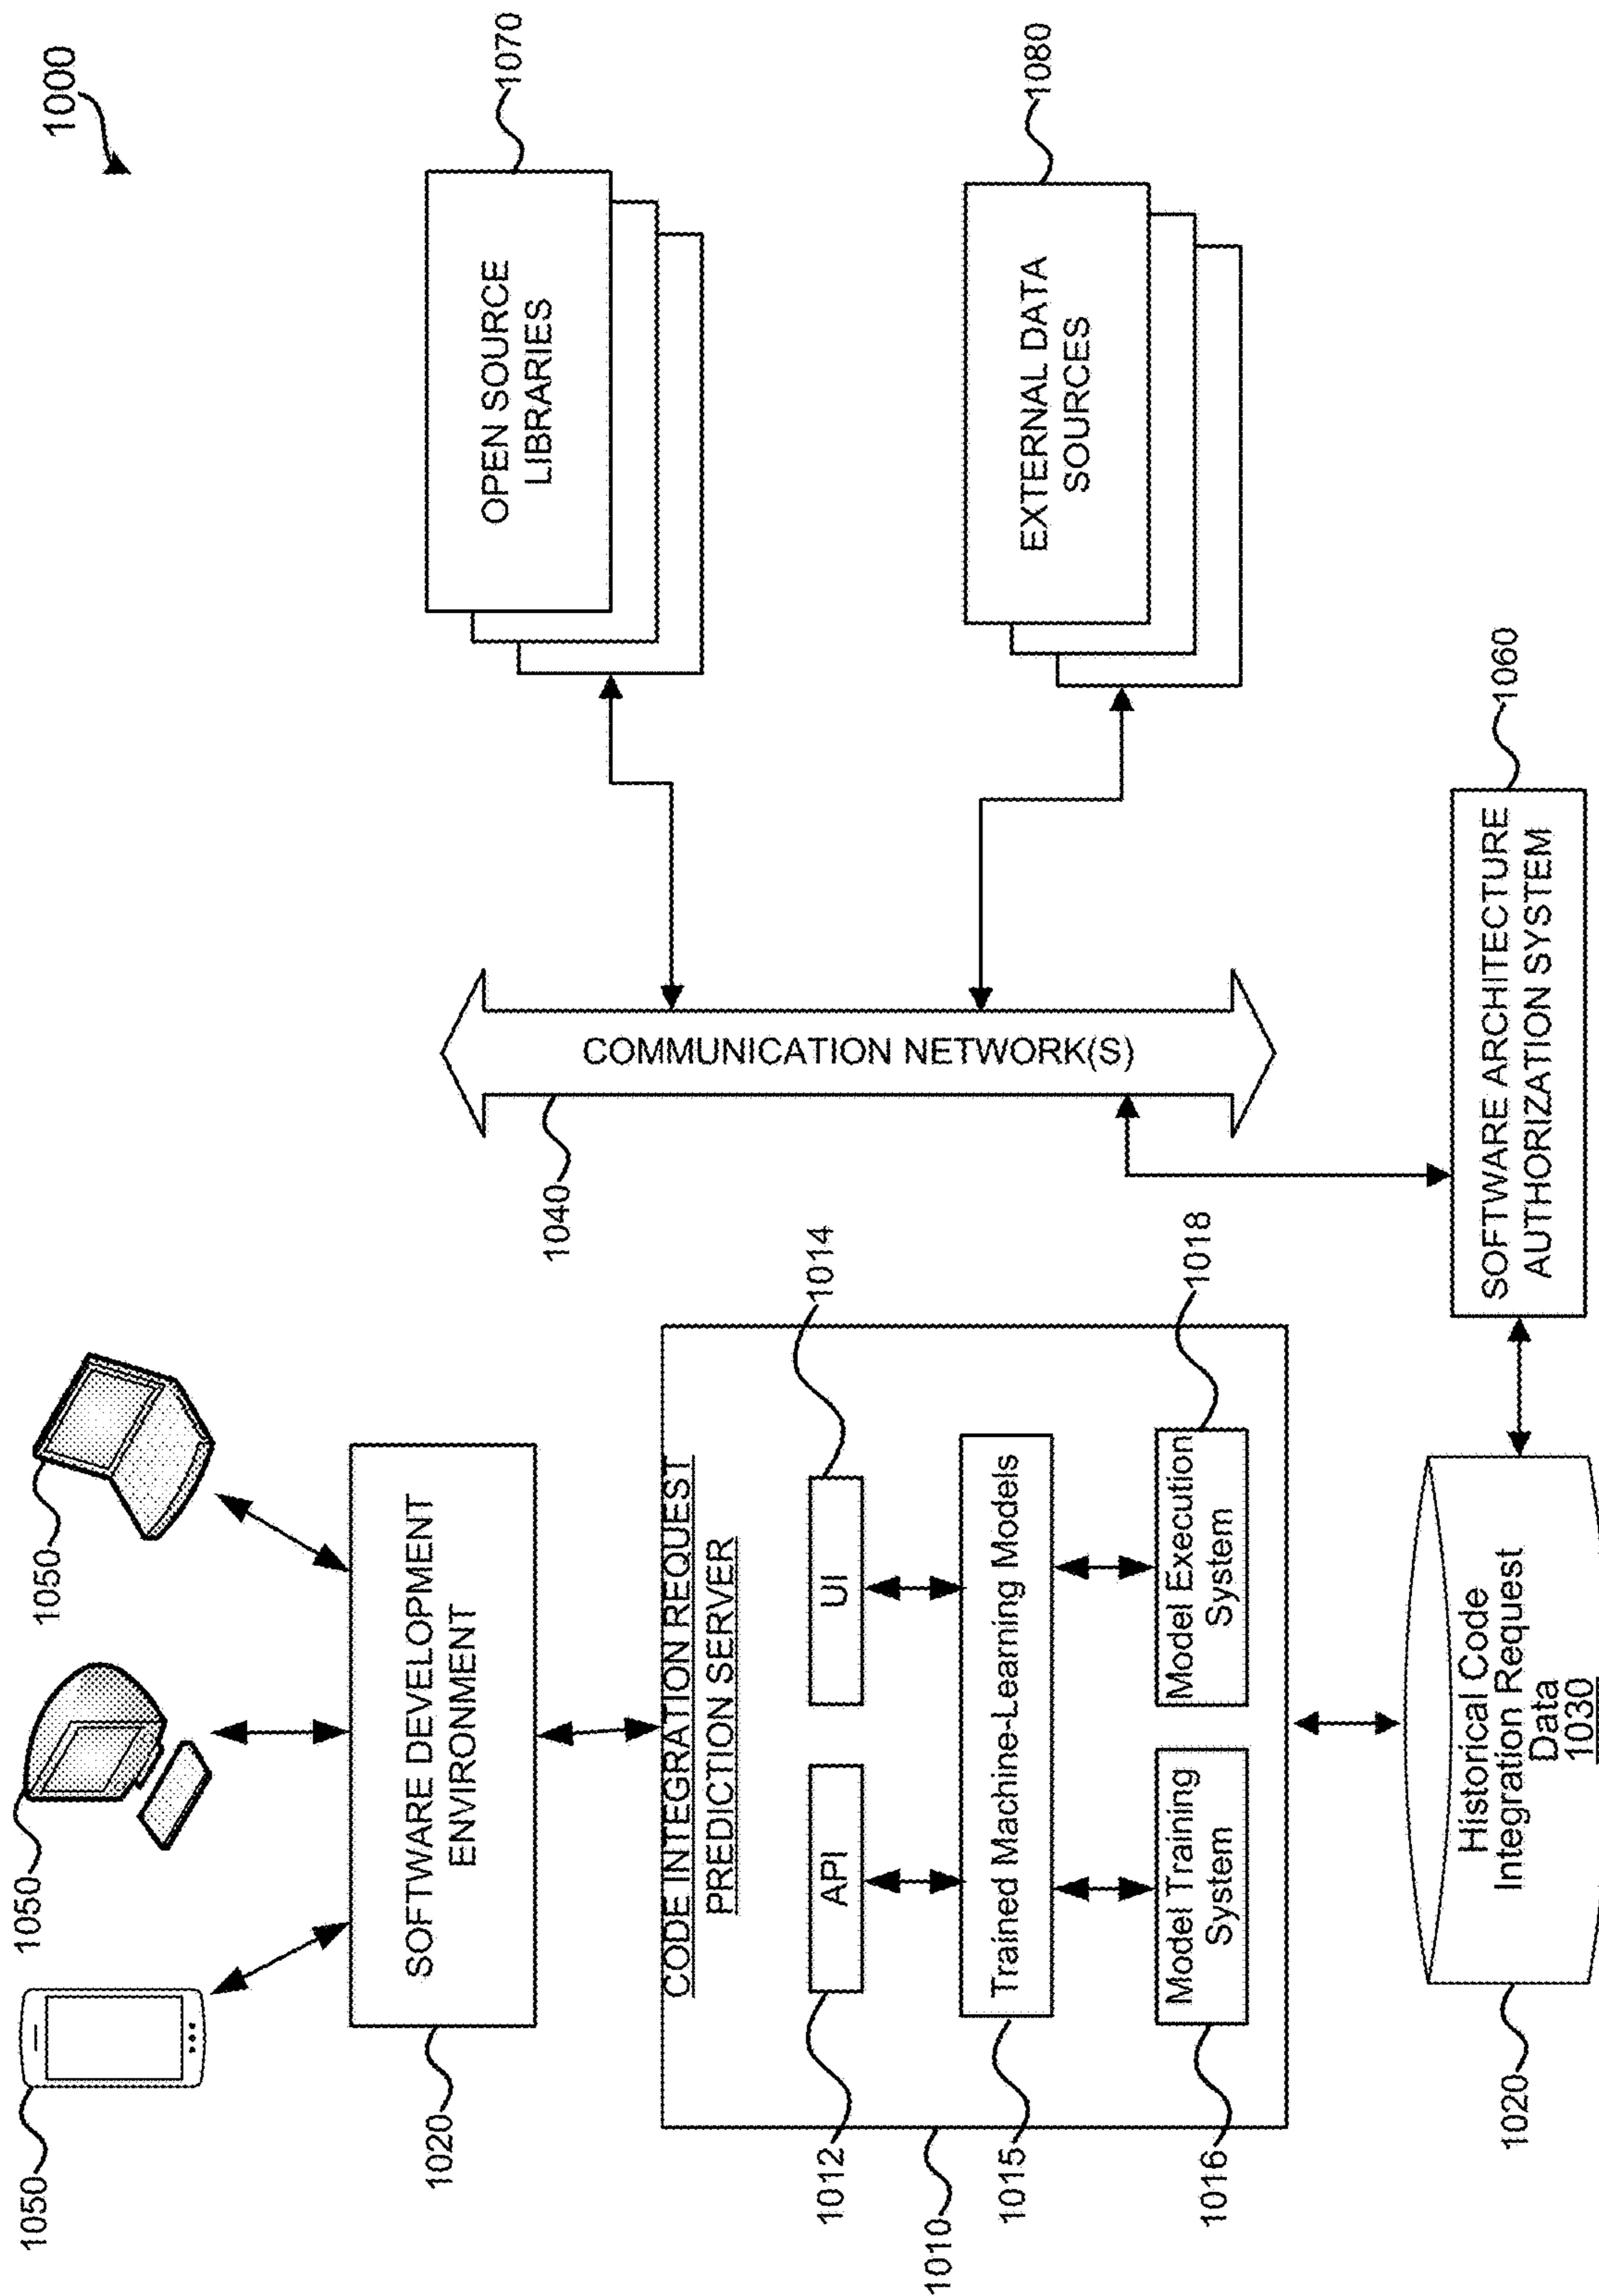 1000
1050
1050
1050
SOFTWARE DEVELOPMENT
ENVIRONMENT
1020
CODE INTEGRATION REQUEST
PREDICTION SERVER
1010
API
1012
UI
1014
Trained Machine-Learning Models
1015
Model Training
System
1016
Model Execution
System
1018
Historical Code
Integration Request
Data
1030
1020
COMMUNICATION NETWORK(S)
1040
OPEN SOURCE
LIBRARIES
1070
EXTERNAL DATA
SOURCES
1080
SOFTWARE ARCHITECTURE
AUTHORIZATION SYSTEM
1060